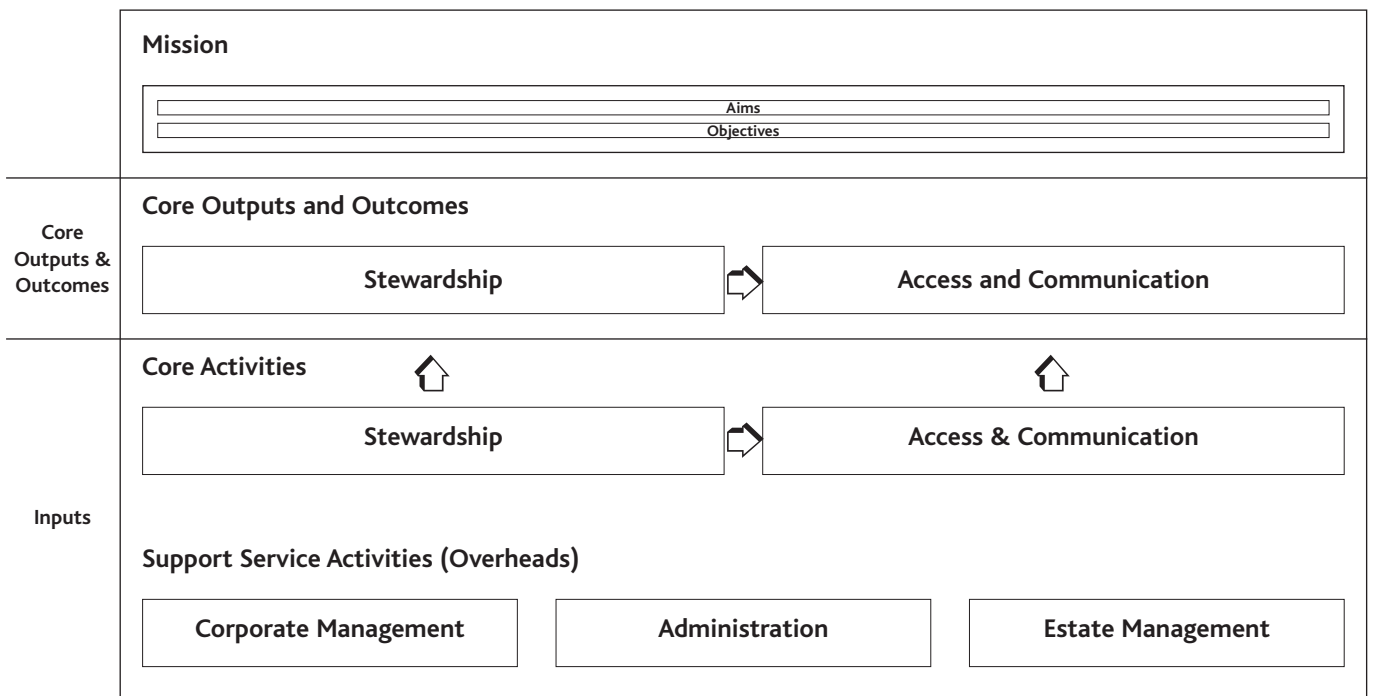 Mission
Aims
Objectives
Core
Outputs &
Outcomes
Core Outputs and Outcomes
Stewardship
Access and Communication
Inputs
Core Activities
Stewardship
Access & Communication
Support Service Activities (Overheads)
Corporate Management
Administration
Estate Management